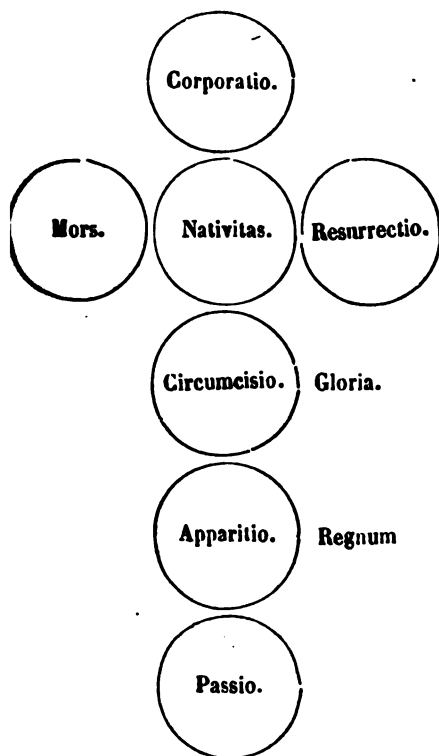 Corporatio.
Mors. Nativitas. Resurrectio.
Circumcisio. Gloria.
Apparitio. Regnum
Passio.